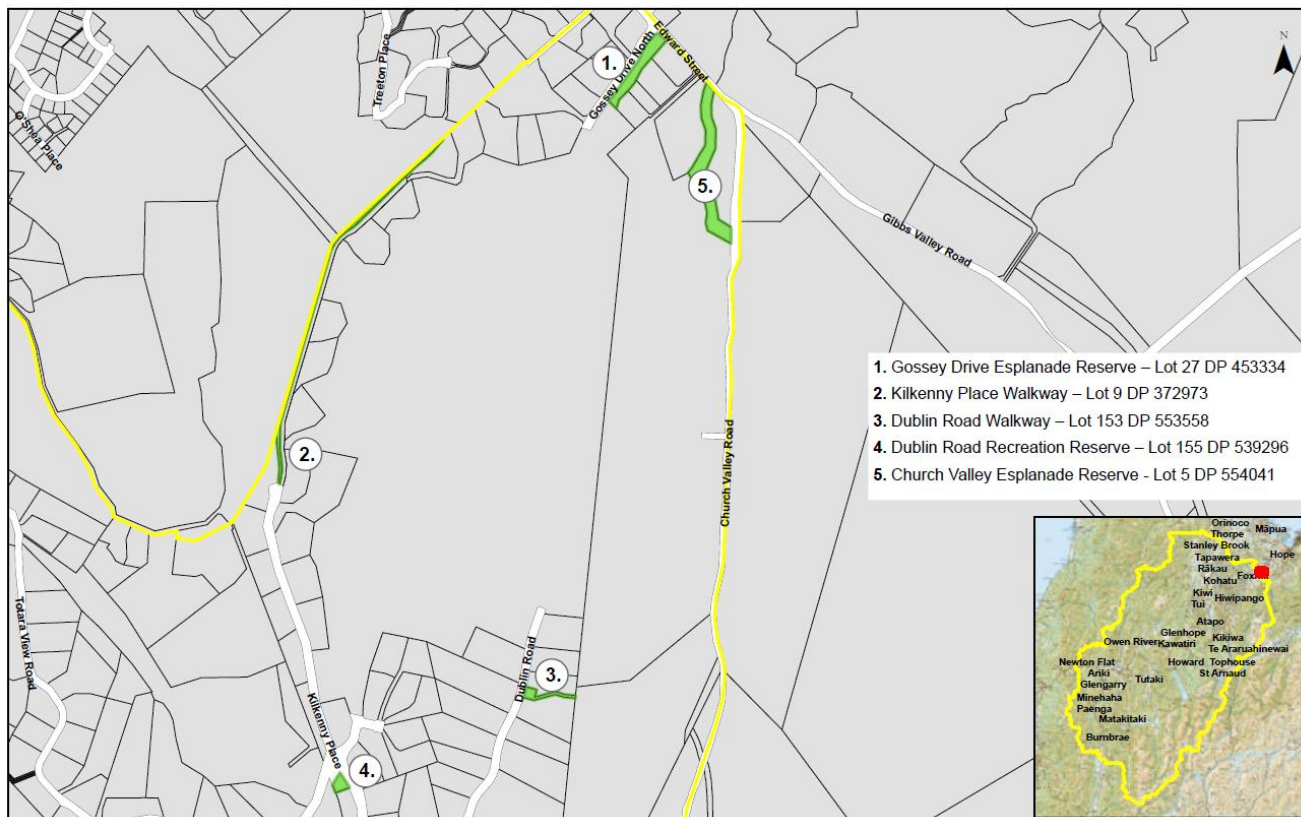 N
Edward Street
Gossey Drive North
1.
Treeton Place
O'Shea Place
5.
Gibbs Valley Road
1. Gossey Drive Esplanade Reserve – Lot 27 DP 453334
2. Kilkenny Place Walkway – Lot 9 DP 372973
3. Dublin Road Walkway – Lot 153 DP 553558
4. Dublin Road Recreation Reserve – Lot 155 DP 539296
5. Church Valley Esplanade Reserve - Lot 5 DP 554041
2.
Church Valley Road
Totara View Road
Kilkenny Place
Dublin Road
3.
4.
Orinoco
Thorpe
Māpua
Stanley Brook
Tapawera
Hope
Rākau
Kohatu
Kiwi
Tui
Hiwipango
Atapo
Glenhope
Owen River
Kawatiri
Kikiwa
Te Araruahinewai
Newton Flat
Howard
Tophouse
Ariki
St Arnaud
Glengarry
Tutaki
Minehaha
Paenga
Matakitaki
Burnbrae